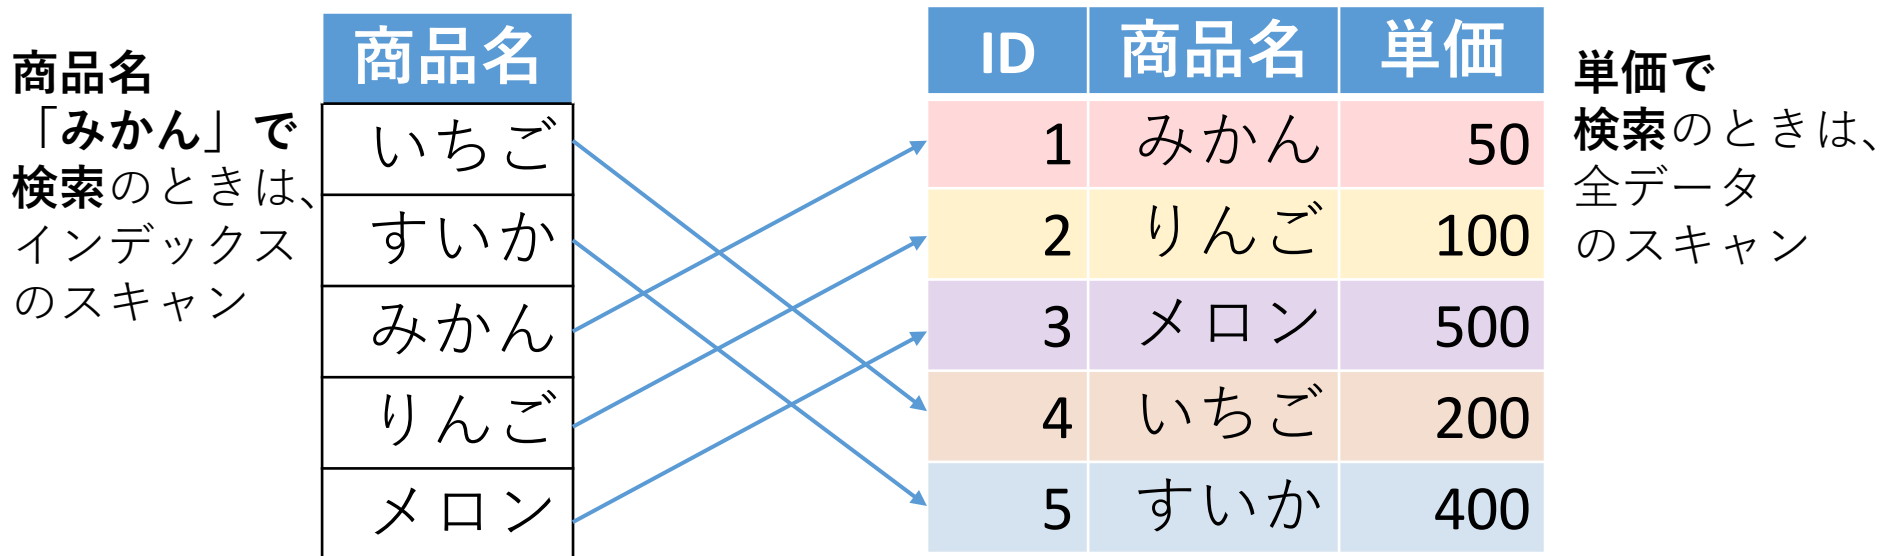 商品名
「みかん」で
検索のときは、
インデックス
のスキャン
商品名
いちご
すいか
みかん
りんご
メロン
ID 商品名 単価
1 みかん 50
2 りんご 100
3 メロン 500
4 いちご 200
5 すいか 400
単価で
検索のときは、
全データ
のスキャン